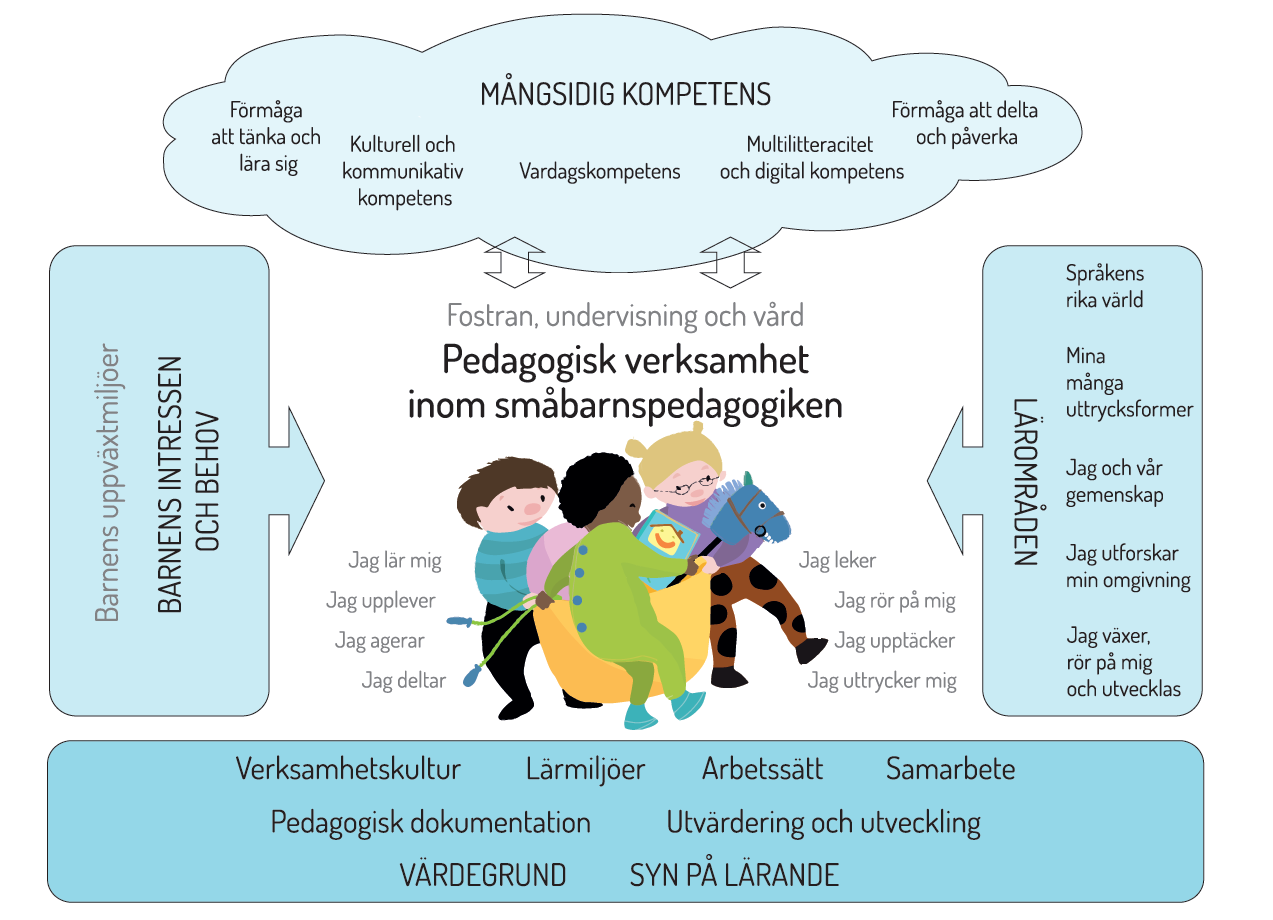 MÅNGSIDIG KOMPETENS
Förmåga
att tänka och
lära sig
Kulturell och
kommunikativ
kompetens
Vardagskompetens
Multilitteracitet
och digital kompetens
Förmåga att delta
och påverka
Barnens uppväxtmiljöer
BARNENS INTRESSEN
OCH BEHOV
Fostran, undervisning och vård
Pedagogisk verksamhet
inom småbarnspedagogiken
Jag lär mig
Jag upplever
Jag agerar
Jag deltar
Jag leker
Jag rör på mig
Jag upptäcker
Jag uttrycker mig
LÄROMRÅDEN
Språkens
rika värld
Mina
många
uttrycksformer
Jag och vår
gemenskap
Jag utforskar
min omgivning
Jag växer,
rör på mig
och utvecklas
Verksamhetskultur Lärmiljöer Arbetssätt Samarbete
Pedagogisk dokumentation Utvärdering och utveckling
VÄRDEGRUND SYN PÅ LÄRANDE